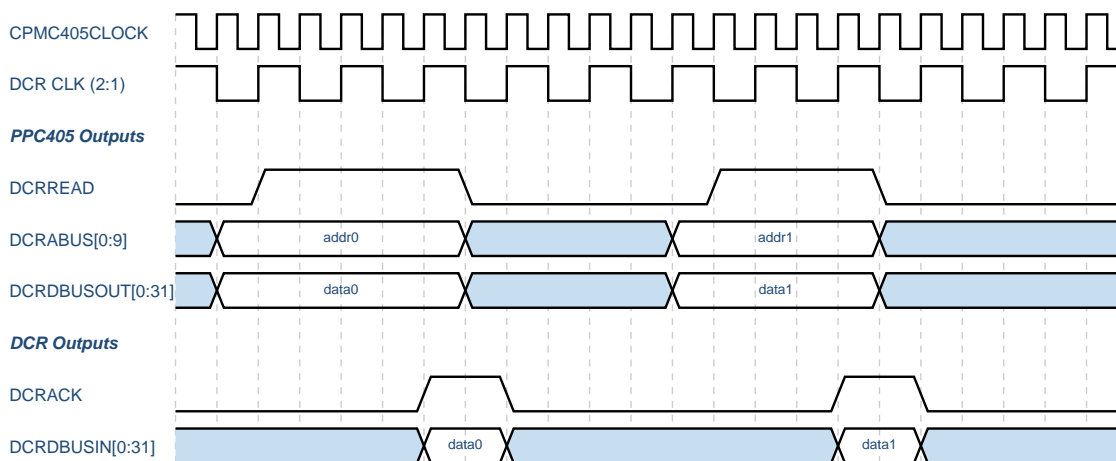 CPMC405CLOCK
DCR CLK (2:1)
PPC405 Outputs
DCRREAD
DCRABUS[0:9] addr0 addr1
DCRDBUSOUT[0:31] data0 data1
DCR Outputs
DCRACK
DCRDBUSIN[0:31] data0 data1